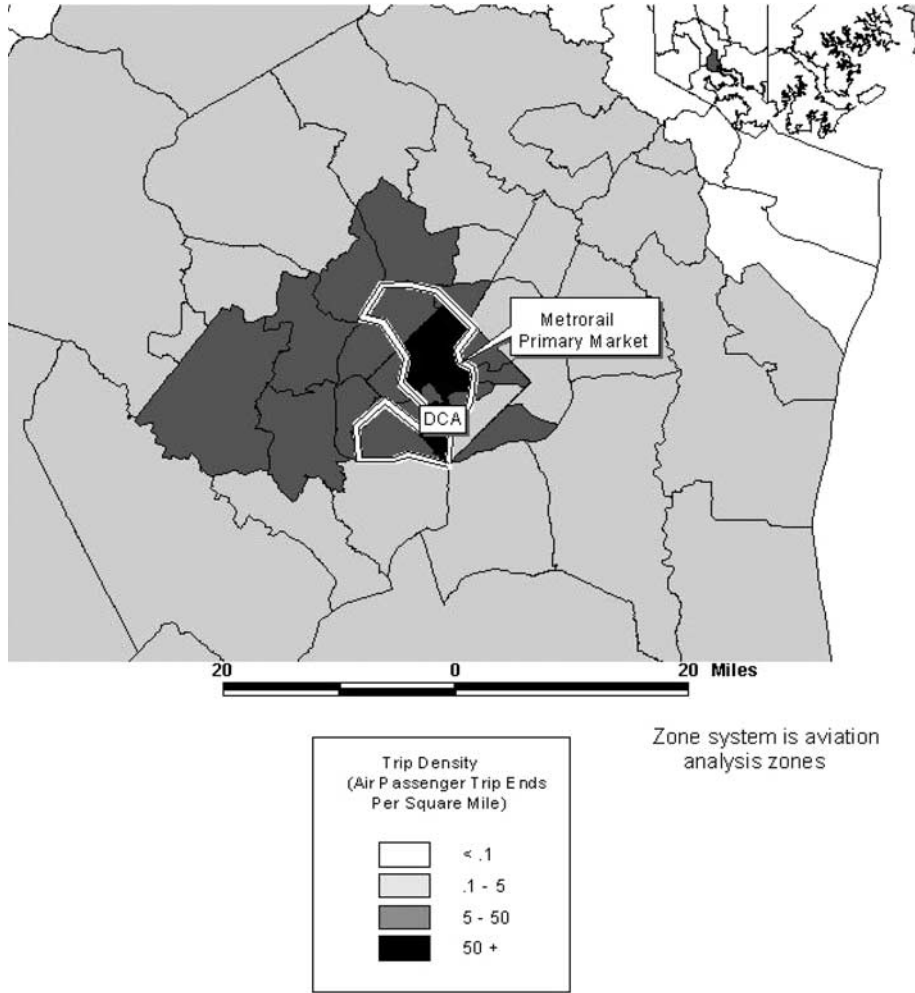 Metrorail
Primary Market
DCA
20 0 20 Miles
Zone system is aviation
analysis zones
Trip Density
(Air Passenger Trip Ends
Per Square Mile)
< .1
.1 - 5
5 - 50
50 +